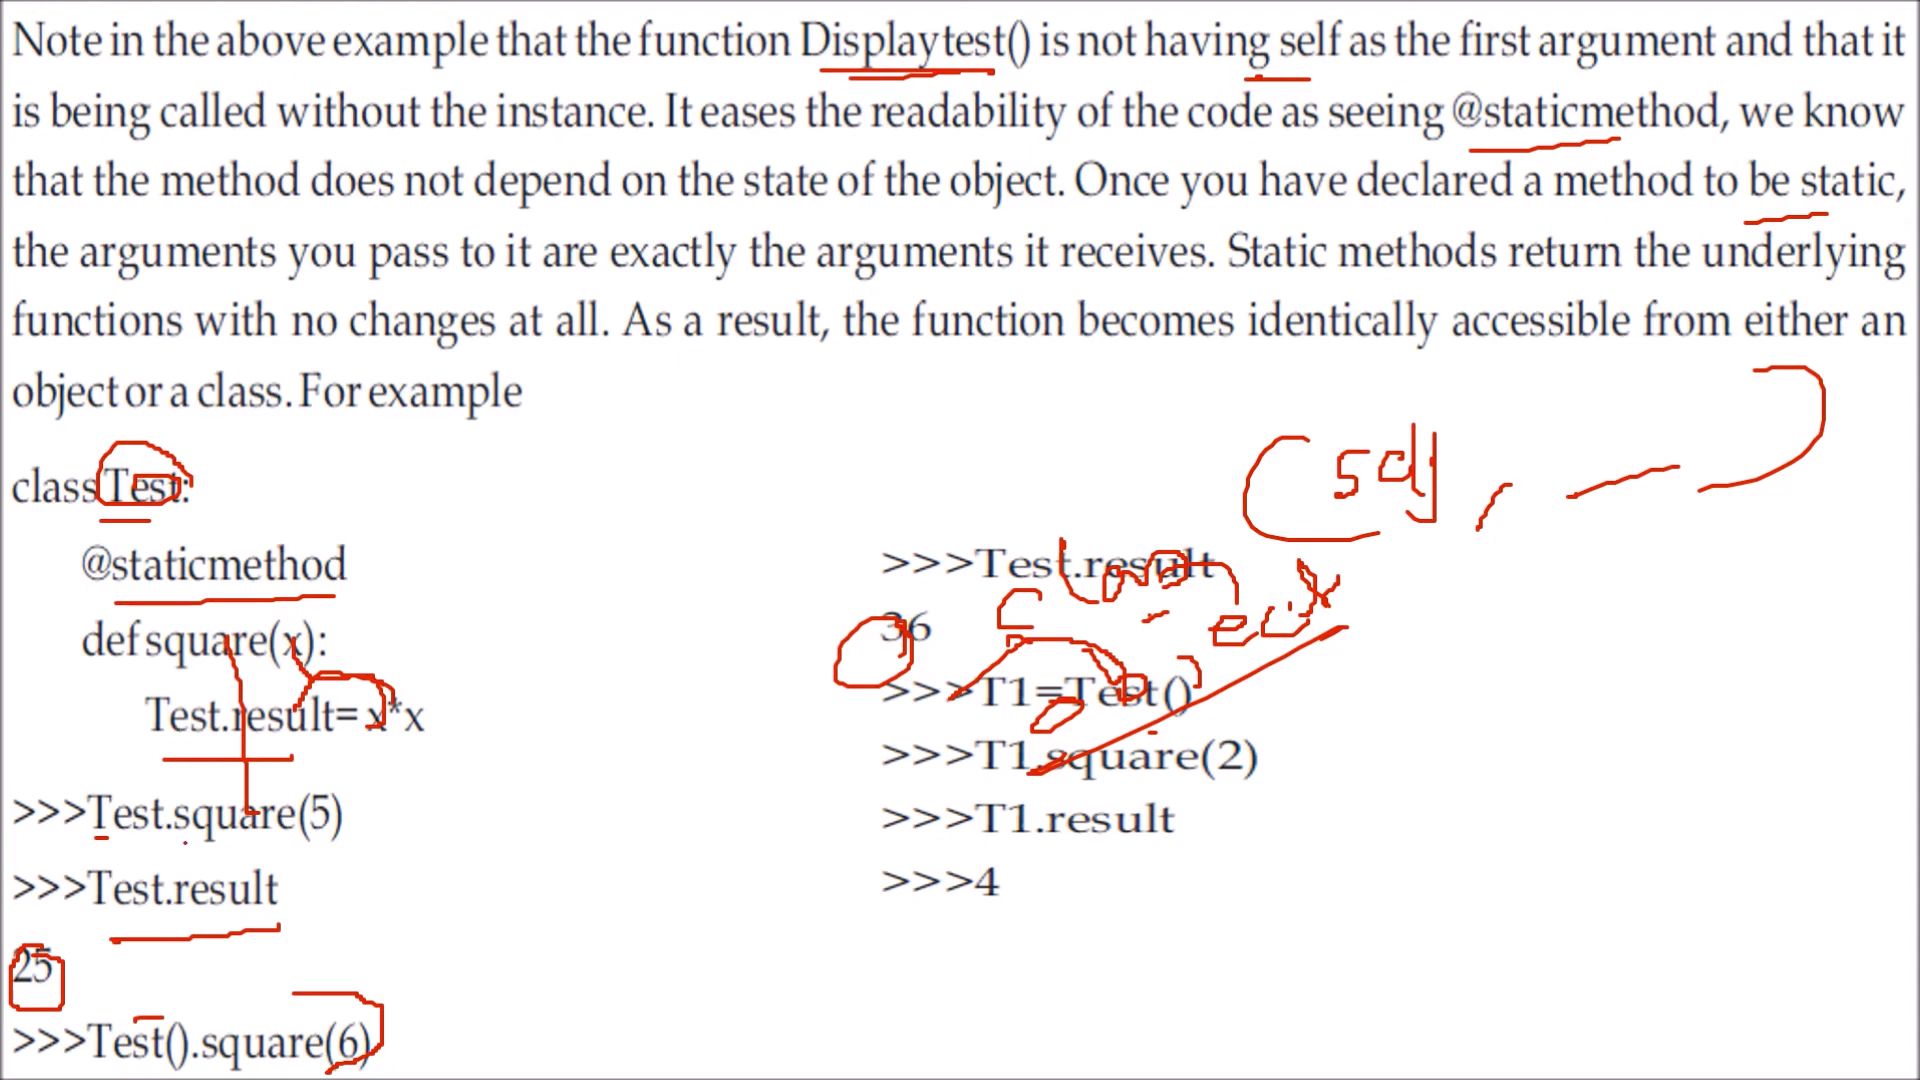 Note in the above example that the function Displaytest() is not having self as the first argument and that it
is being called without the instance. It eases the readability of the code as seeing @staticmethod, we know
that the method does not depend on the state of the object. Once you have declared a method to be static,
the arguments you pass to it are exactly the arguments it receives. Static methods return the underlying
functions with no changes at all. As a result, the function becomes identically accessible from either an
object or a class. For example
class Test:
@staticmethod
def square(x):
Test.result= x*x
>>>Test.square(5)
>>>Test.result
25
>>>Test().square(6)
>>>Test.result
36
>>>T1=Test()
>>>T1.square(2)
>>>T1.result
>>>4